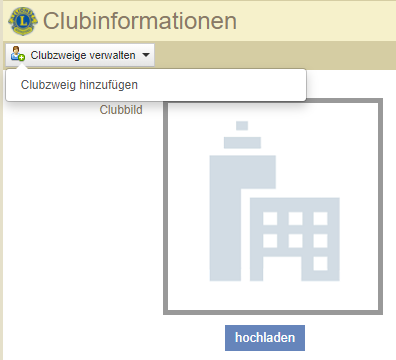 Clubinformationen
Clubzweige verwalten
Clubzweig hinzufügen
Clubbild
hochladen